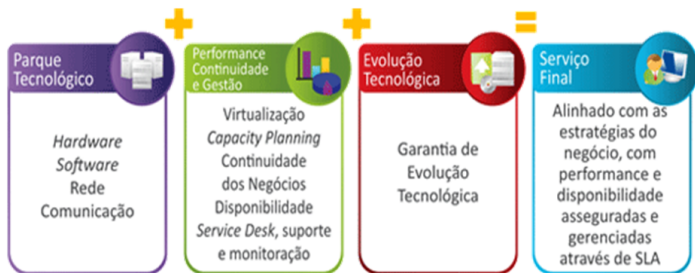 + + =
Parque
Tecnológico
Hardware
Software
Rede
Comunicação
Performance
Continuidade
e Gestão
Virtualização
Capacity Planning
Continuidade
dos Negócios
Disponibilidade
Service Desk, suporte
e monitoração
Evolução
Tecnológica
Garantia de
Evolução
Tecnológica
Serviço
Final
Alinhado com as
estratégias do
negócio, com
performance e
disponibilidade
asseguradas e
gerenciadas
através de SLA